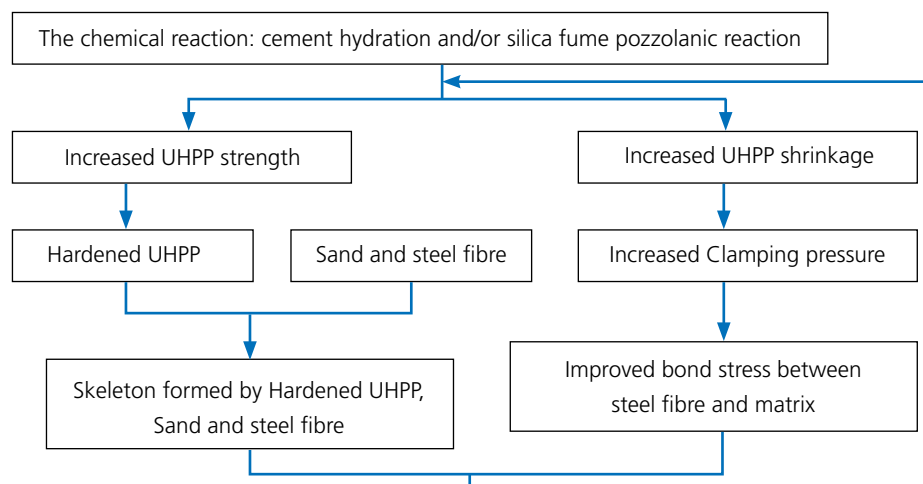 The chemical reaction: cement hydration and/or silica fume pozzolanic reaction
Increased UHPP strength
Increased UHPP shrinkage
Hardened UHPP
Sand and steel fibre
Increased Clamping pressure
Skeleton formed by Hardened UHPP,
Sand and steel fibre
Improved bond stress between
steel fibre and matrix